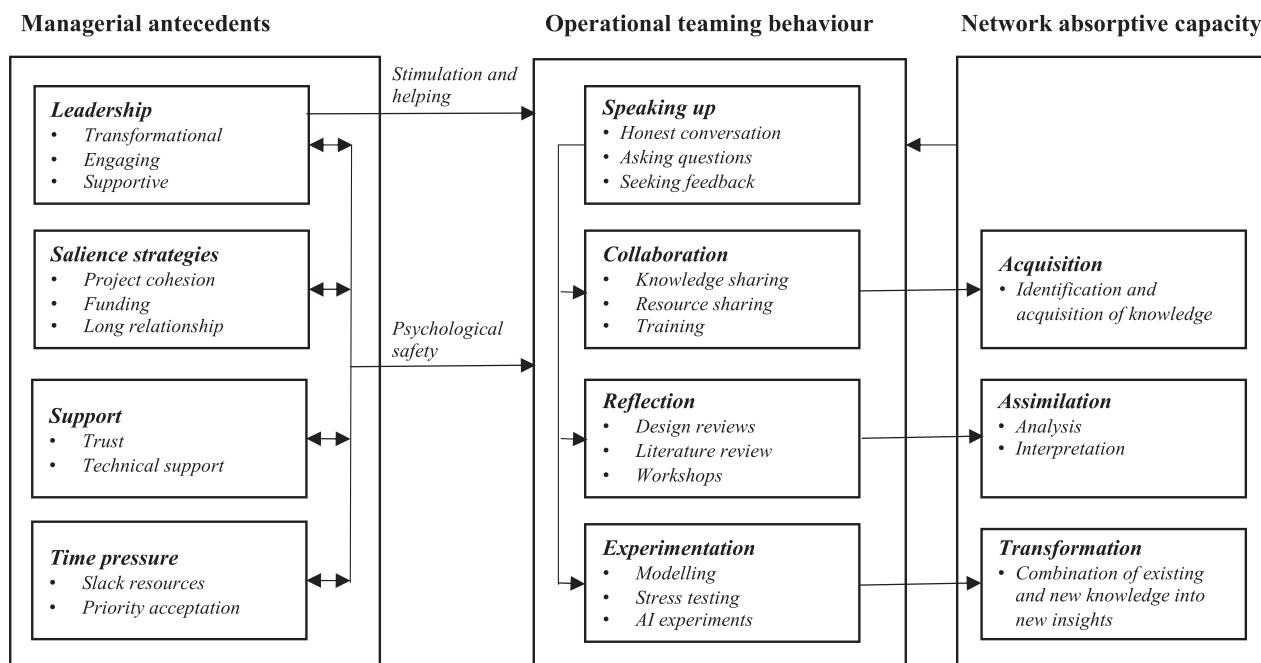 Managerial antecedents
Operational teaming behaviour
Network absorptive capacity
Leadership
• Transformational
• Engaging
• Supportive
Salience strategies
• Project cohesion
• Funding
• Long relationship
Support
• Trust
• Technical support
Time pressure
• Slack resources
• Priority acceptation
Stimulation and
helping
Psychological
safety
Speaking up
• Honest conversation
• Asking questions
• Seeking feedback
Collaboration
• Knowledge sharing
• Resource sharing
• Training
Reflection
• Design reviews
• Literature review
• Workshops
Experimentation
• Modelling
• Stress testing
• AI experiments
Acquisition
• Identification and
acquisition of knowledge
Assimilation
• Analysis
• Interpretation
Transformation
• Combination of existing
and new knowledge into
new insights